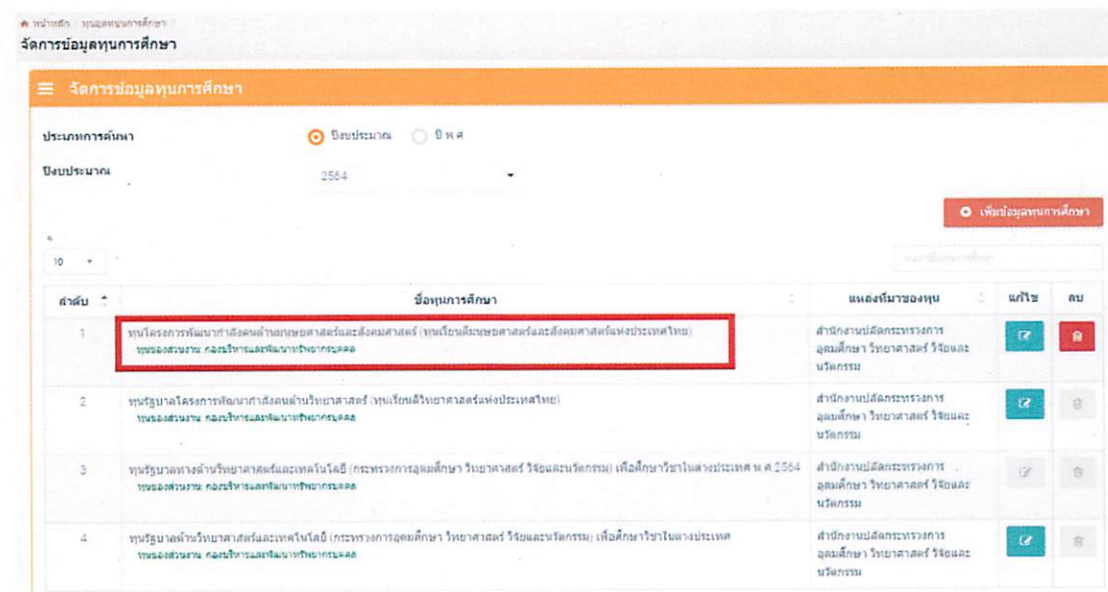 หน้าหลัก / ทุนอุดหนุนการศึกษา
จัดการข้อมูลทุนการศึกษา
จัดการข้อมูลทุนการศึกษา
ประเภทการค้นหา ปีงบประมาณ ปี พ.ศ.
ปีงบประมาณ 2564
เพิ่มข้อมูลทุนการศึกษา
10
ลำดับ ชื่อทุนการศึกษา แหล่งที่มาของทุน แก้ไข ลบ
1 ทุนโครงการพัฒนากำลังคนด้านมนุษยศาสตร์และสังคมศาสตร์ (ทุนเรียนดีมนุษยศาสตร์และสังคมศาสตร์แห่งประเทศไทย) สำนักงานปลัดกระทรวงการ
ทุนของส่วนงาน: กองบริหารและพัฒนาทรัพยากรบุคคล อุดมศึกษา วิทยาศาสตร์ วิจัยและ
นวัตกรรม
2 ทุนรัฐบาลโครงการพัฒนากำลังคนด้านวิทยาศาสตร์ (ทุนเรียนดีวิทยาศาสตร์แห่งประเทศไทย) สำนักงานปลัดกระทรวงการ
ทุนของส่วนงาน: กองบริหารและพัฒนาทรัพยากรบุคคล อุดมศึกษา วิทยาศาสตร์ วิจัยและ
นวัตกรรม
3 ทุนรัฐบาลทางด้านวิทยาศาสตร์และเทคโนโลยี (กระทรวงการอุดมศึกษา วิทยาศาสตร์ วิจัยและนวัตกรรม) เพื่อศึกษาวิชาในต่างประเทศ พ.ศ.2564 สำนักงานปลัดกระทรวงการ
ทุนของส่วนงาน: กองบริหารและพัฒนาทรัพยากรบุคคล อุดมศึกษา วิทยาศาสตร์ วิจัยและ
นวัตกรรม
4 ทุนรัฐบาลด้านวิทยาศาสตร์และเทคโนโลยี (กระทรวงการอุดมศึกษา วิทยาศาสตร์ วิจัยและนวัตกรรม) เพื่อศึกษาวิชาในต่างประเทศ สำนักงานปลัดกระทรวงการ
ทุนของส่วนงาน: กองบริหารและพัฒนาทรัพยากรบุคคล อุดมศึกษา วิทยาศาสตร์ วิจัยและ
นวัตกรรม